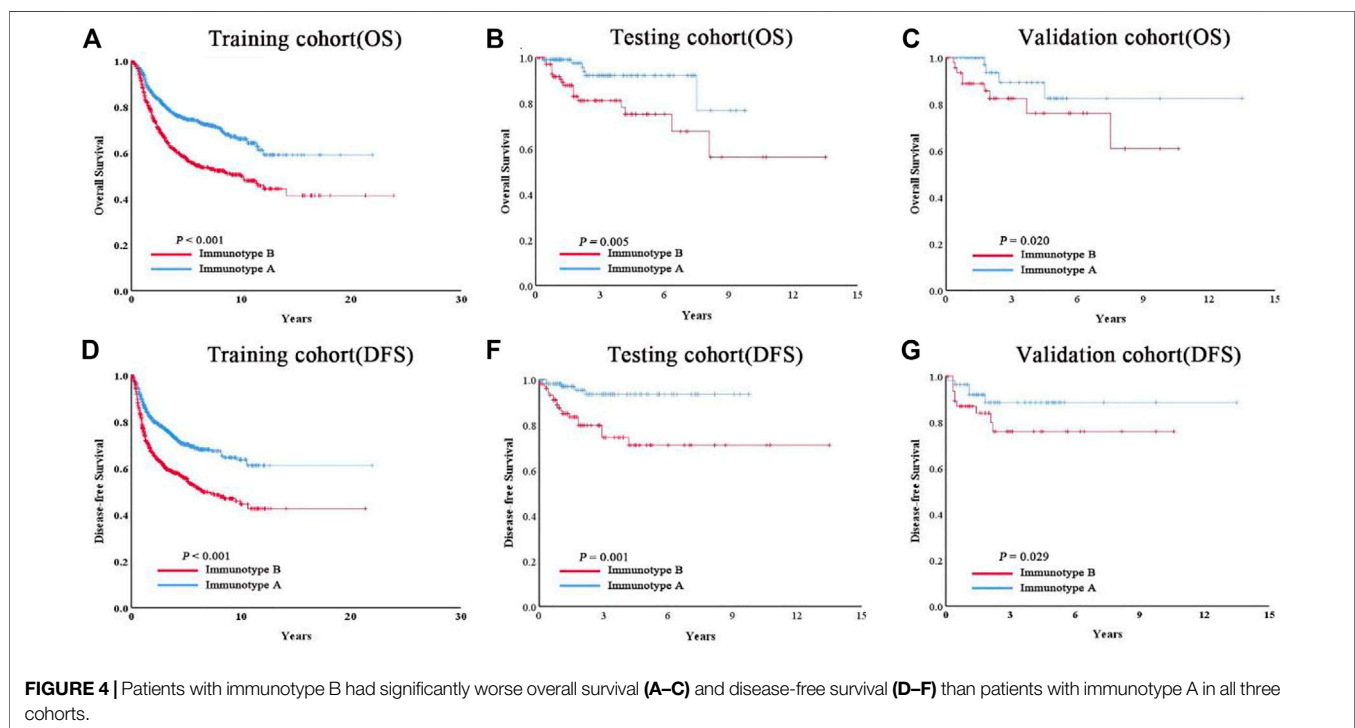 A
Training cohort(OS)
1.0
0.8
0.6
0.4
0.2
0.0
Overall Survival
P < 0.001
Immunotype B
Immunotype A
0
10
20
30
Years
B
Testing cohort(OS)
1.0
0.8
0.6
0.4
0.2
0.0
Overall Survival
P = 0.005
Immunotype B
Immunotype A
0
3
6
9
12
15
Years
C
Validation cohort(OS)
1.0
0.8
0.6
0.4
0.2
0.0
Overall Survival
P = 0.020
Immunotype B
Immunotype A
0
3
6
9
12
15
Years
D
Training cohort(DFS)
1.0
0.8
0.6
0.4
0.2
0.0
Disease-free Survival
P < 0.001
Immunotype B
Immunotype A
0
10
20
30
Years
F
Testing cohort(DFS)
1.0
0.8
0.6
0.4
0.2
0.0
Disease-free Survival
P = 0.001
Immunotype B
Immunotype A
0
3
6
9
12
15
Years
G
Validation cohort(DFS)
1.0
0.8
0.6
0.4
0.2
0.0
Disease-free Survival
P = 0.029
Immunotype B
Immunotype A
0
3
6
9
12
15
Years
FIGURE 4 | Patients with immunotype B had significantly worse overall survival (A–C) and disease-free survival (D–F) than patients with immunotype A in all three
cohorts.